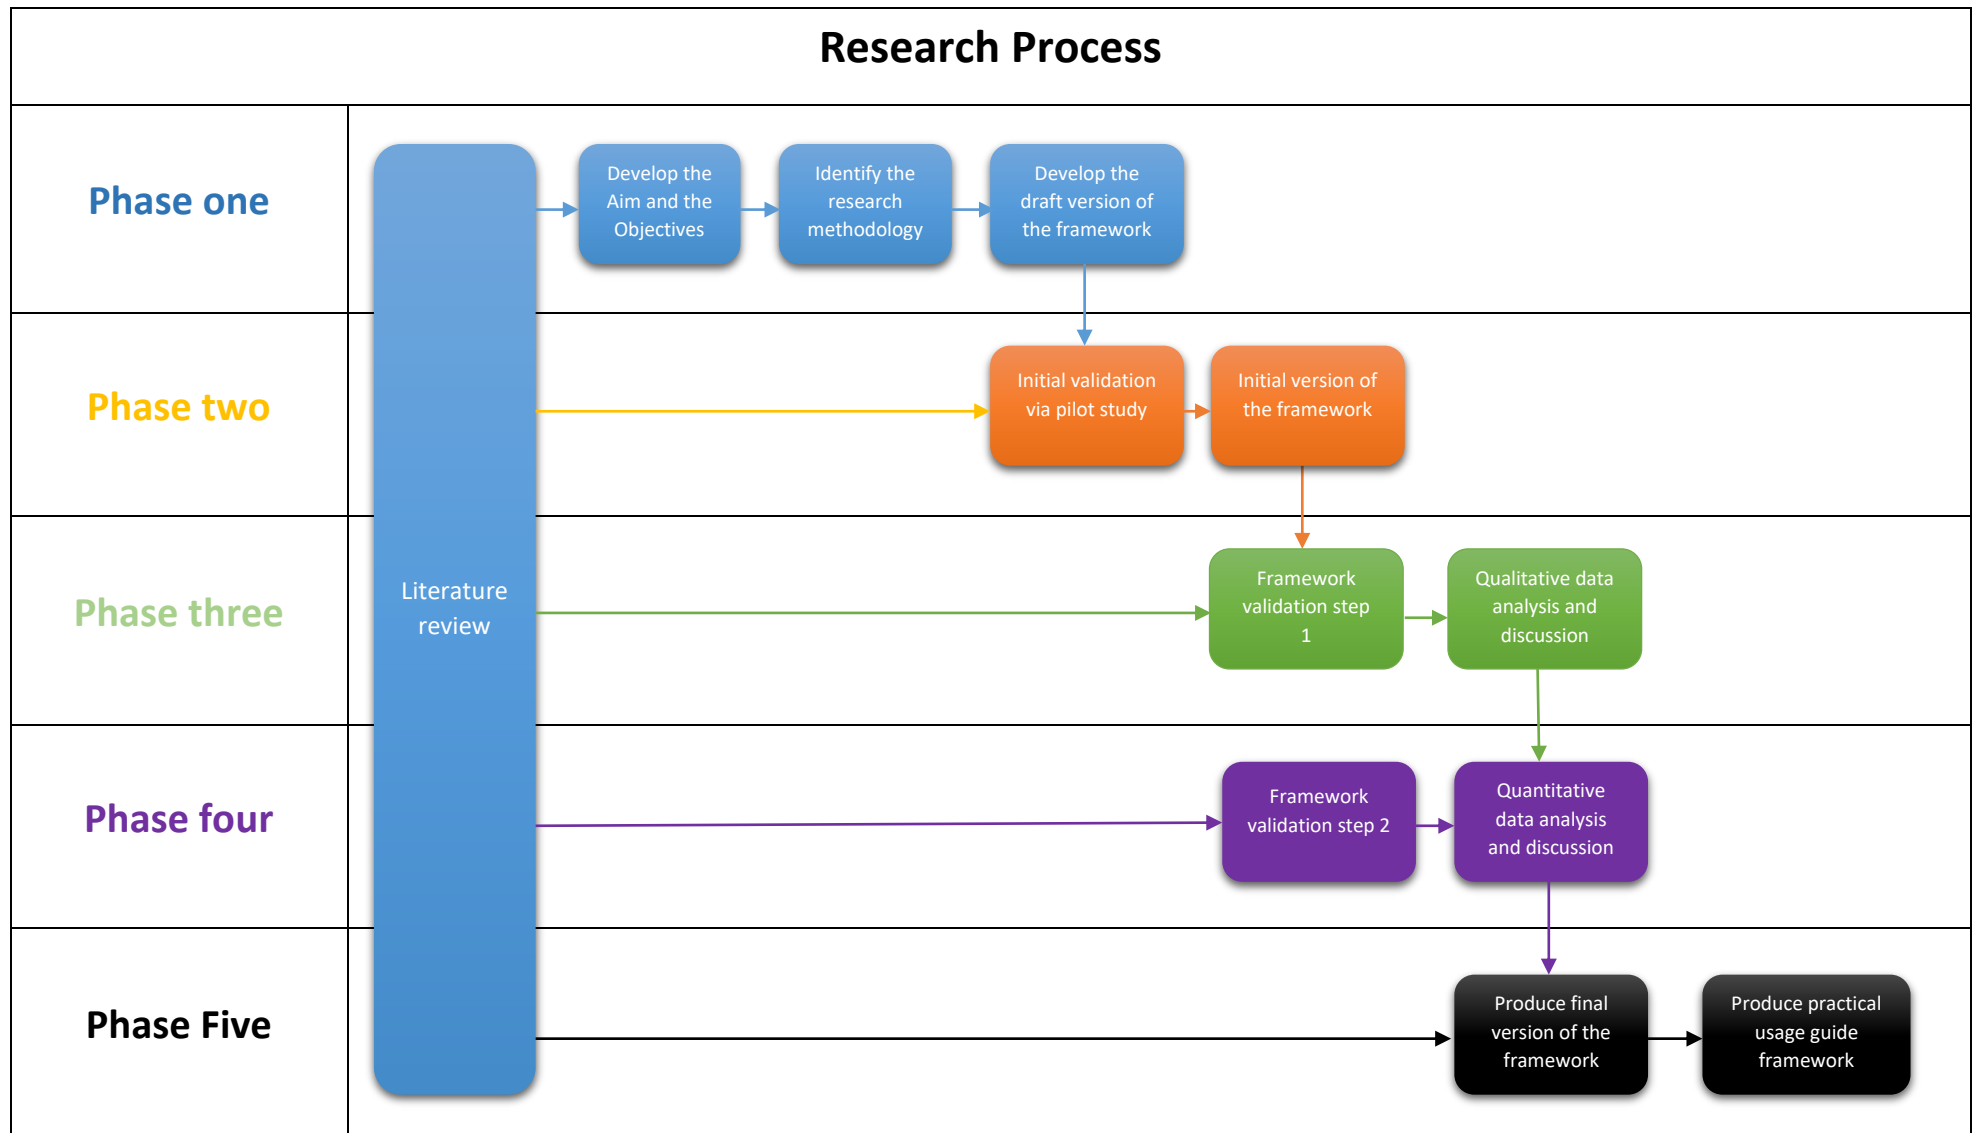 Research Process
Phase one
Develop the
Aim and the
Objectives
Identify the
research
methodology
Develop the
draft version of
the framework
Phase two
Initial validation
via pilot study
Initial version of
the framework
Phase three
Literature
review
Framework
validation step
1
Qualitative data
analysis and
discussion
Phase four
Framework
validation step 2
Quantitative
data analysis
and discussion
Phase Five
Produce final
version of the
framework
Produce practical
usage guide
framework